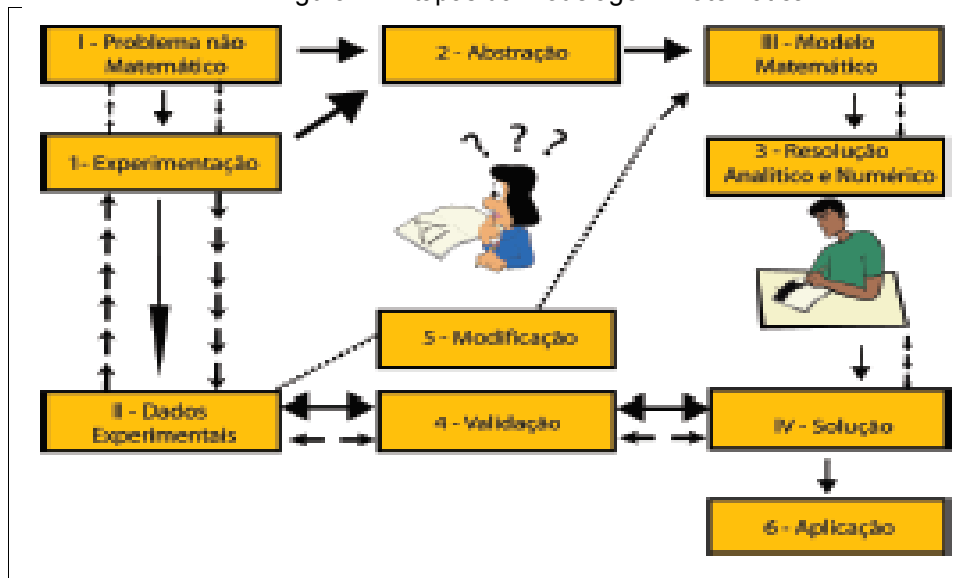 I - Problema não
Matemático
2 - Abstração
III - Modelo
Matemático
1- Experimentação
3 - Resolução
Analítico e Numérico
? ? ?
5 - Modificação
II - Dados
Experimentais
4 - Validação
IV - Solução
6 - Aplicação